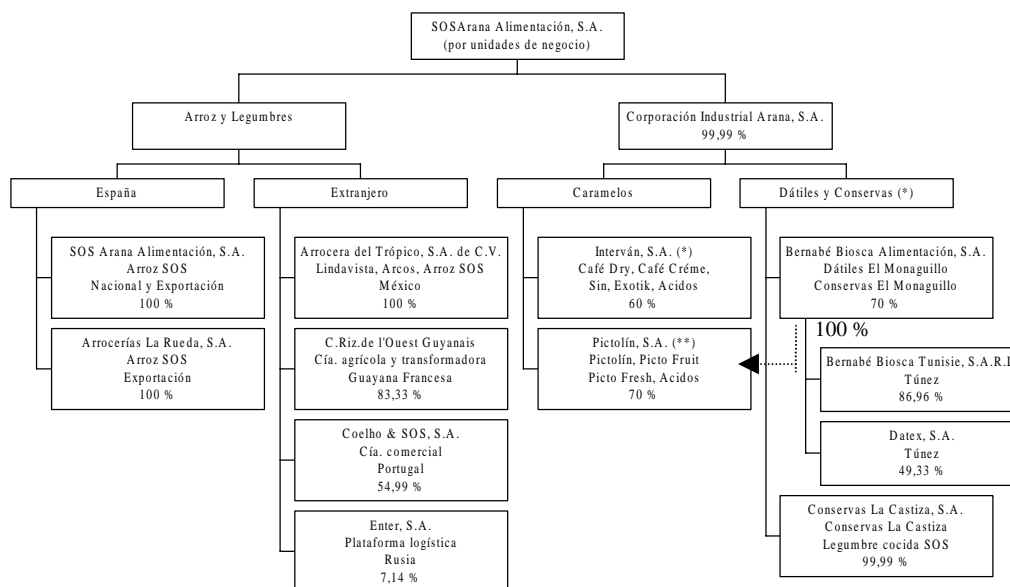 SOSArana Alimentación, S.A.
(por unidades de negocio)
Arroz y Legumbres
Corporación Industrial Arana, S.A.
99,99 %
España
Extranjero
Caramelos
Dátiles y Conservas (*)
SOS Arana Alimentación, S.A.
Arroz SOS
Nacional y Exportación
100 %
Arrocerías La Rueda, S.A.
Arroz SOS
Exportación
100 %
Arrocera del Trópico, S.A. de C.V.
Lindavista, Arcos, Arroz SOS
México
100 %
C.Riz.de l'Ouest Guyanais
Cía. agrícola y transformadora
Guayana Francesa
83,33 %
Coelho & SOS, S.A.
Cía. comercial
Portugal
54,99 %
Enter, S.A.
Plataforma logística
Rusia
7,14 %
Interván, S.A. (*)
Café Dry, Café Créme,
Sin, Exotik, Acidos
60 %
Pictolín, S.A. (**)
Pictolín, Picto Fruit
Picto Fresh, Acidos
70 %
Bernabé Biosca Alimentación, S.A.
Dátiles El Monaguillo
Conservas El Monaguillo
70 %
100 %
Bernabé Biosca Tunisie, S.A.R.L
Túnez
86,96 %
Datex, S.A.
Túnez
49,33 %
Conservas La Castiza, S.A.
Conservas La Castiza
Legumbre cocida SOS
99,99 %